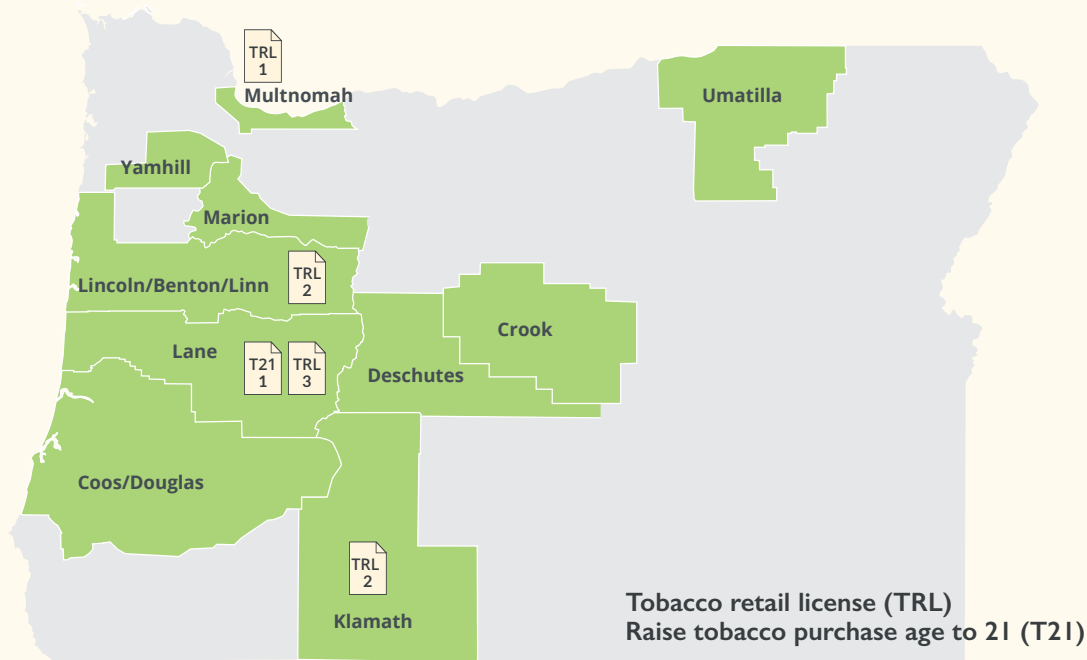 TRL
1
Multnomah
Umatilla
Yamhill
Marion
Lincoln/Benton/Linn
TRL
2
Crook
Lane
T21
1
TRL
3
Deschutes
Coos/Douglas
TRL
2
Klamath
Tobacco retail license (TRL)
Raise tobacco purchase age to 21 (T21)